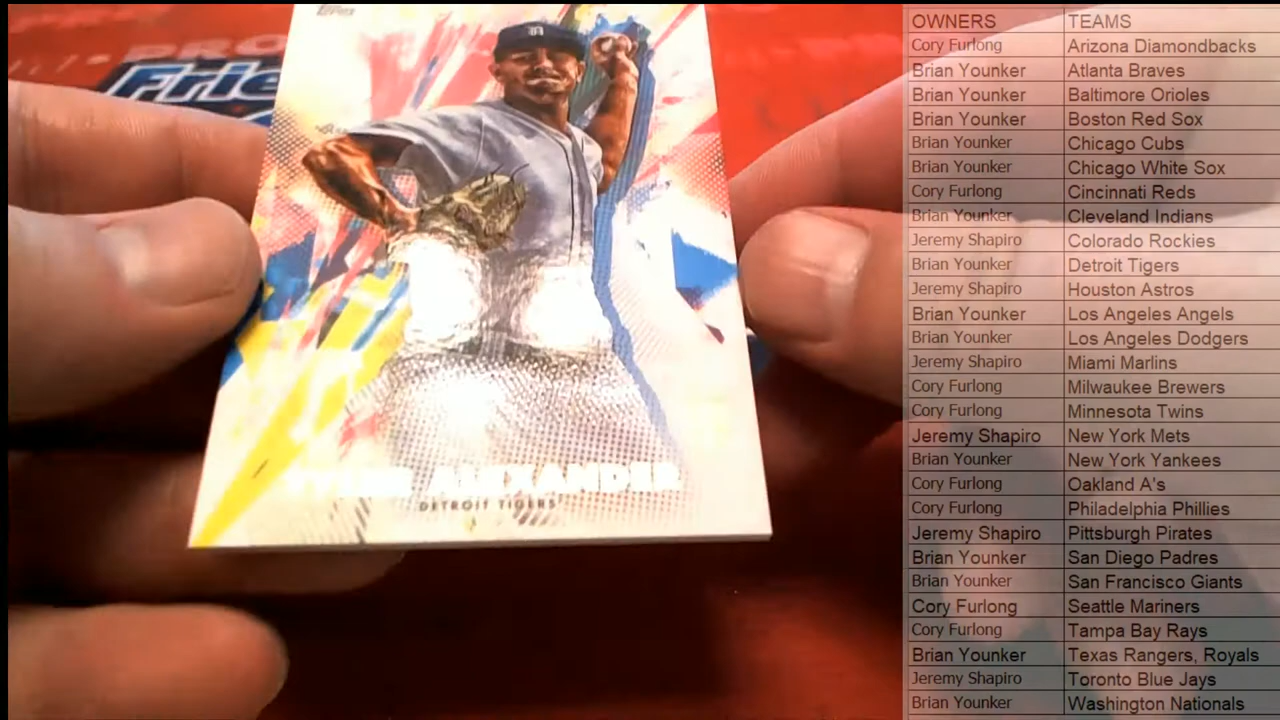 Topps
PRO
Frie
TYLER ALEXANDER
DETROIT TIGERS
OWNERS TEAMS
Cory Furlong Arizona Diamondbacks
Brian Younker Atlanta Braves
Brian Younker Baltimore Orioles
Brian Younker Boston Red Sox
Brian Younker Chicago Cubs
Brian Younker Chicago White Sox
Cory Furlong Cincinnati Reds
Brian Younker Cleveland Indians
Jeremy Shapiro Colorado Rockies
Brian Younker Detroit Tigers
Jeremy Shapiro Houston Astros
Brian Younker Los Angeles Angels
Brian Younker Los Angeles Dodgers
Jeremy Shapiro Miami Marlins
Cory Furlong Milwaukee Brewers
Cory Furlong Minnesota Twins
Jeremy Shapiro New York Mets
Brian Younker New York Yankees
Cory Furlong Oakland A's
Cory Furlong Philadelphia Phillies
Jeremy Shapiro Pittsburgh Pirates
Brian Younker San Diego Padres
Brian Younker San Francisco Giants
Cory Furlong Seattle Mariners
Cory Furlong Tampa Bay Rays
Brian Younker Texas Rangers, Royals
Jeremy Shapiro Toronto Blue Jays
Brian Younker Washington Nationals